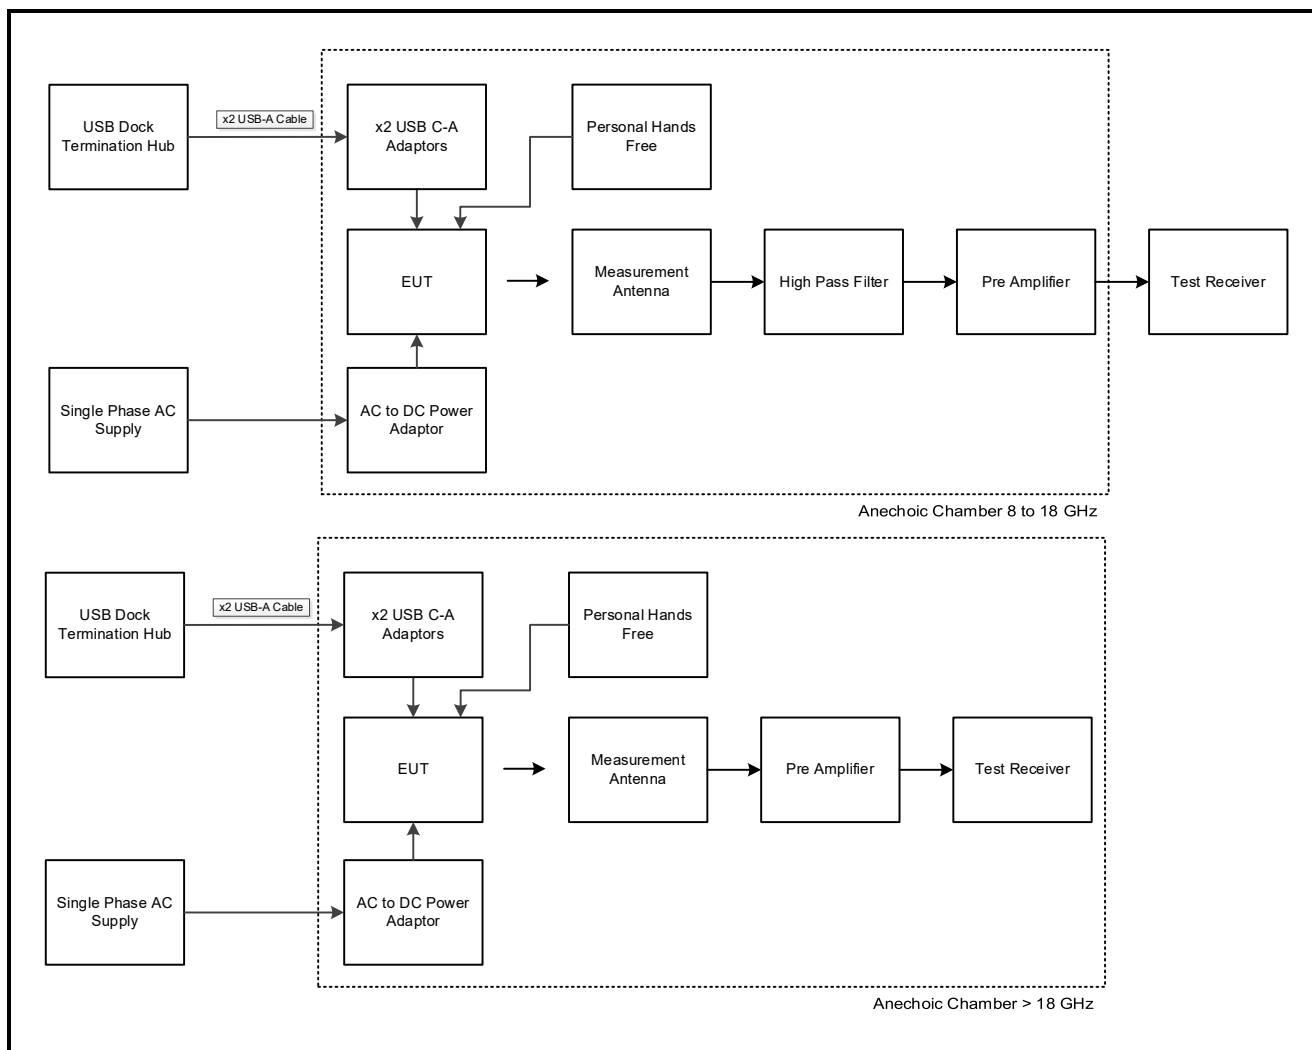 USB Dock
Termination Hub
x2 USB-A Cable
x2 USB C-A
Adaptors
Personal Hands
Free
EUT
Measurement
Antenna
High Pass Filter
Pre Amplifier
Test Receiver
Single Phase AC
Supply
AC to DC Power
Adaptor
Anechoic Chamber 8 to 18 GHz
USB Dock
Termination Hub
x2 USB-A Cable
x2 USB C-A
Adaptors
Personal Hands
Free
EUT
Measurement
Antenna
Pre Amplifier
Test Receiver
Single Phase AC
Supply
AC to DC Power
Adaptor
Anechoic Chamber > 18 GHz